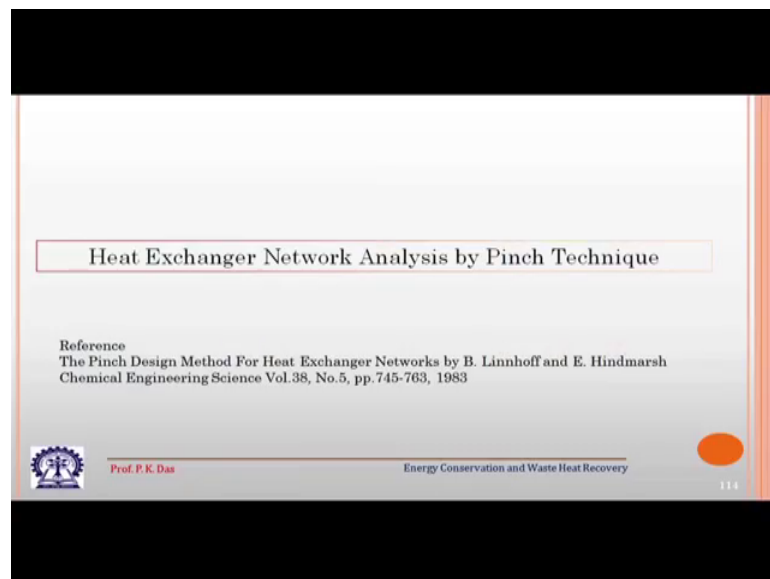 Heat Exchanger Network Analysis by Pinch Technique
Reference
The Pinch Design Method For Heat Exchanger Networks by B. Linnhoff and E. Hindmarsh
Chemical Engineering Science Vol.38, No.5, pp.745-763, 1983
Prof. P. K. Das
Energy Conservation and Waste Heat Recovery
114